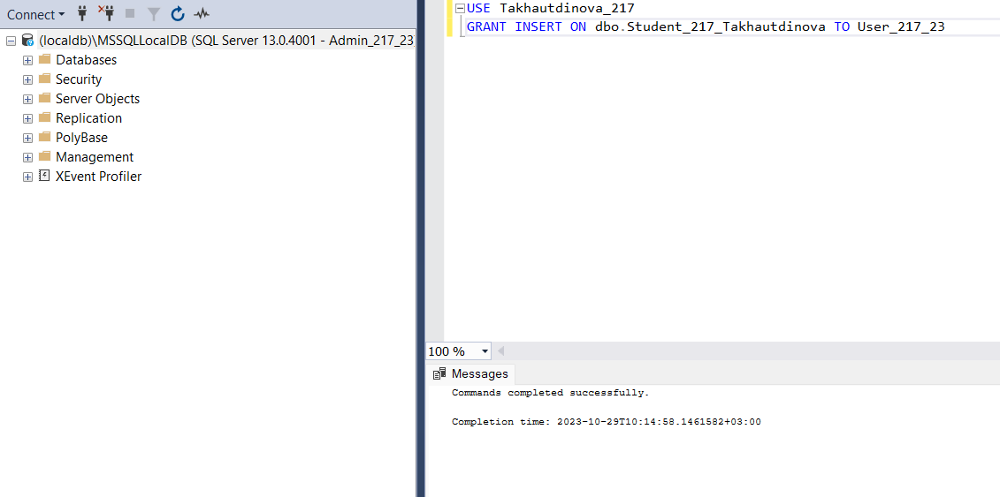 Connect
(localdb)\MSSQLLocalDB (SQL Server 13.0.4001 - Admin_217_23
Databases
Security
Server Objects
Replication
PolyBase
Management
XEvent Profiler
USE Takhautdinova_217
GRANT INSERT ON dbo.Student_217_Takhautdinova TO User_217_23
100 %
Messages
Commands completed successfully.
Completion time: 2023-10-29T10:14:58.1461582+03:00